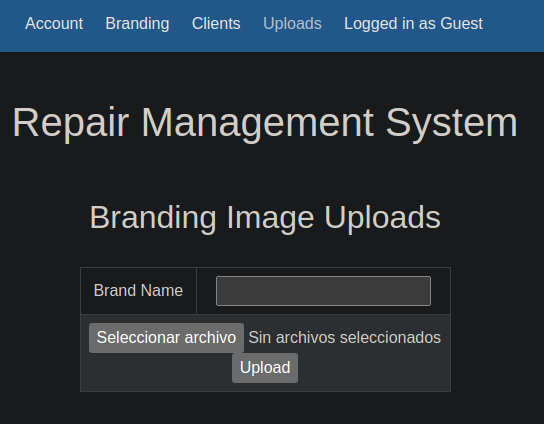 Account Branding Clients Uploads Logged in as Guest
Repair Management System
Branding Image Uploads
Brand Name
Seleccionar archivo Sin archivos seleccionados
Upload